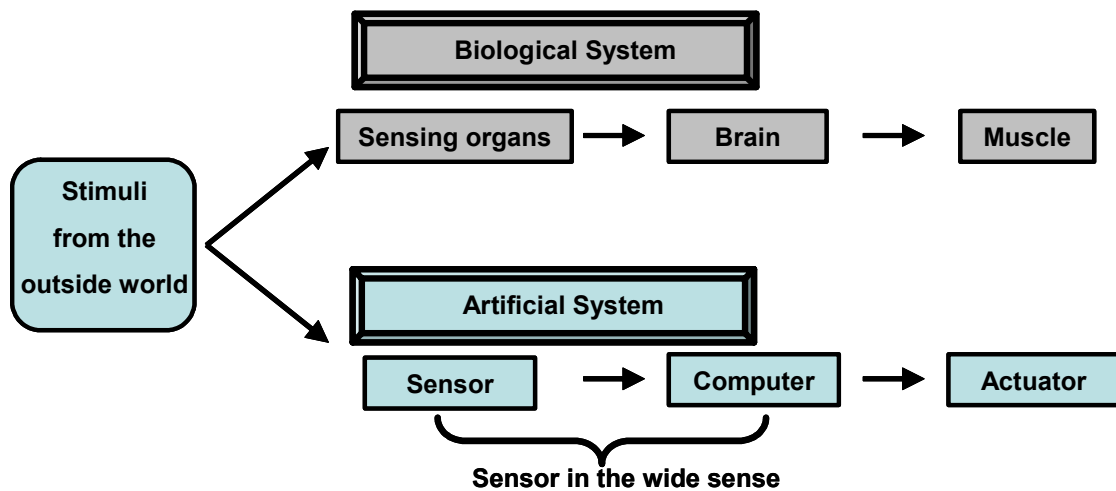 Biological System
Sensing organs
Brain
Muscle
Stimuli
from the
outside world
Artificial System
Sensor
Computer
Actuator
Sensor in the wide sense